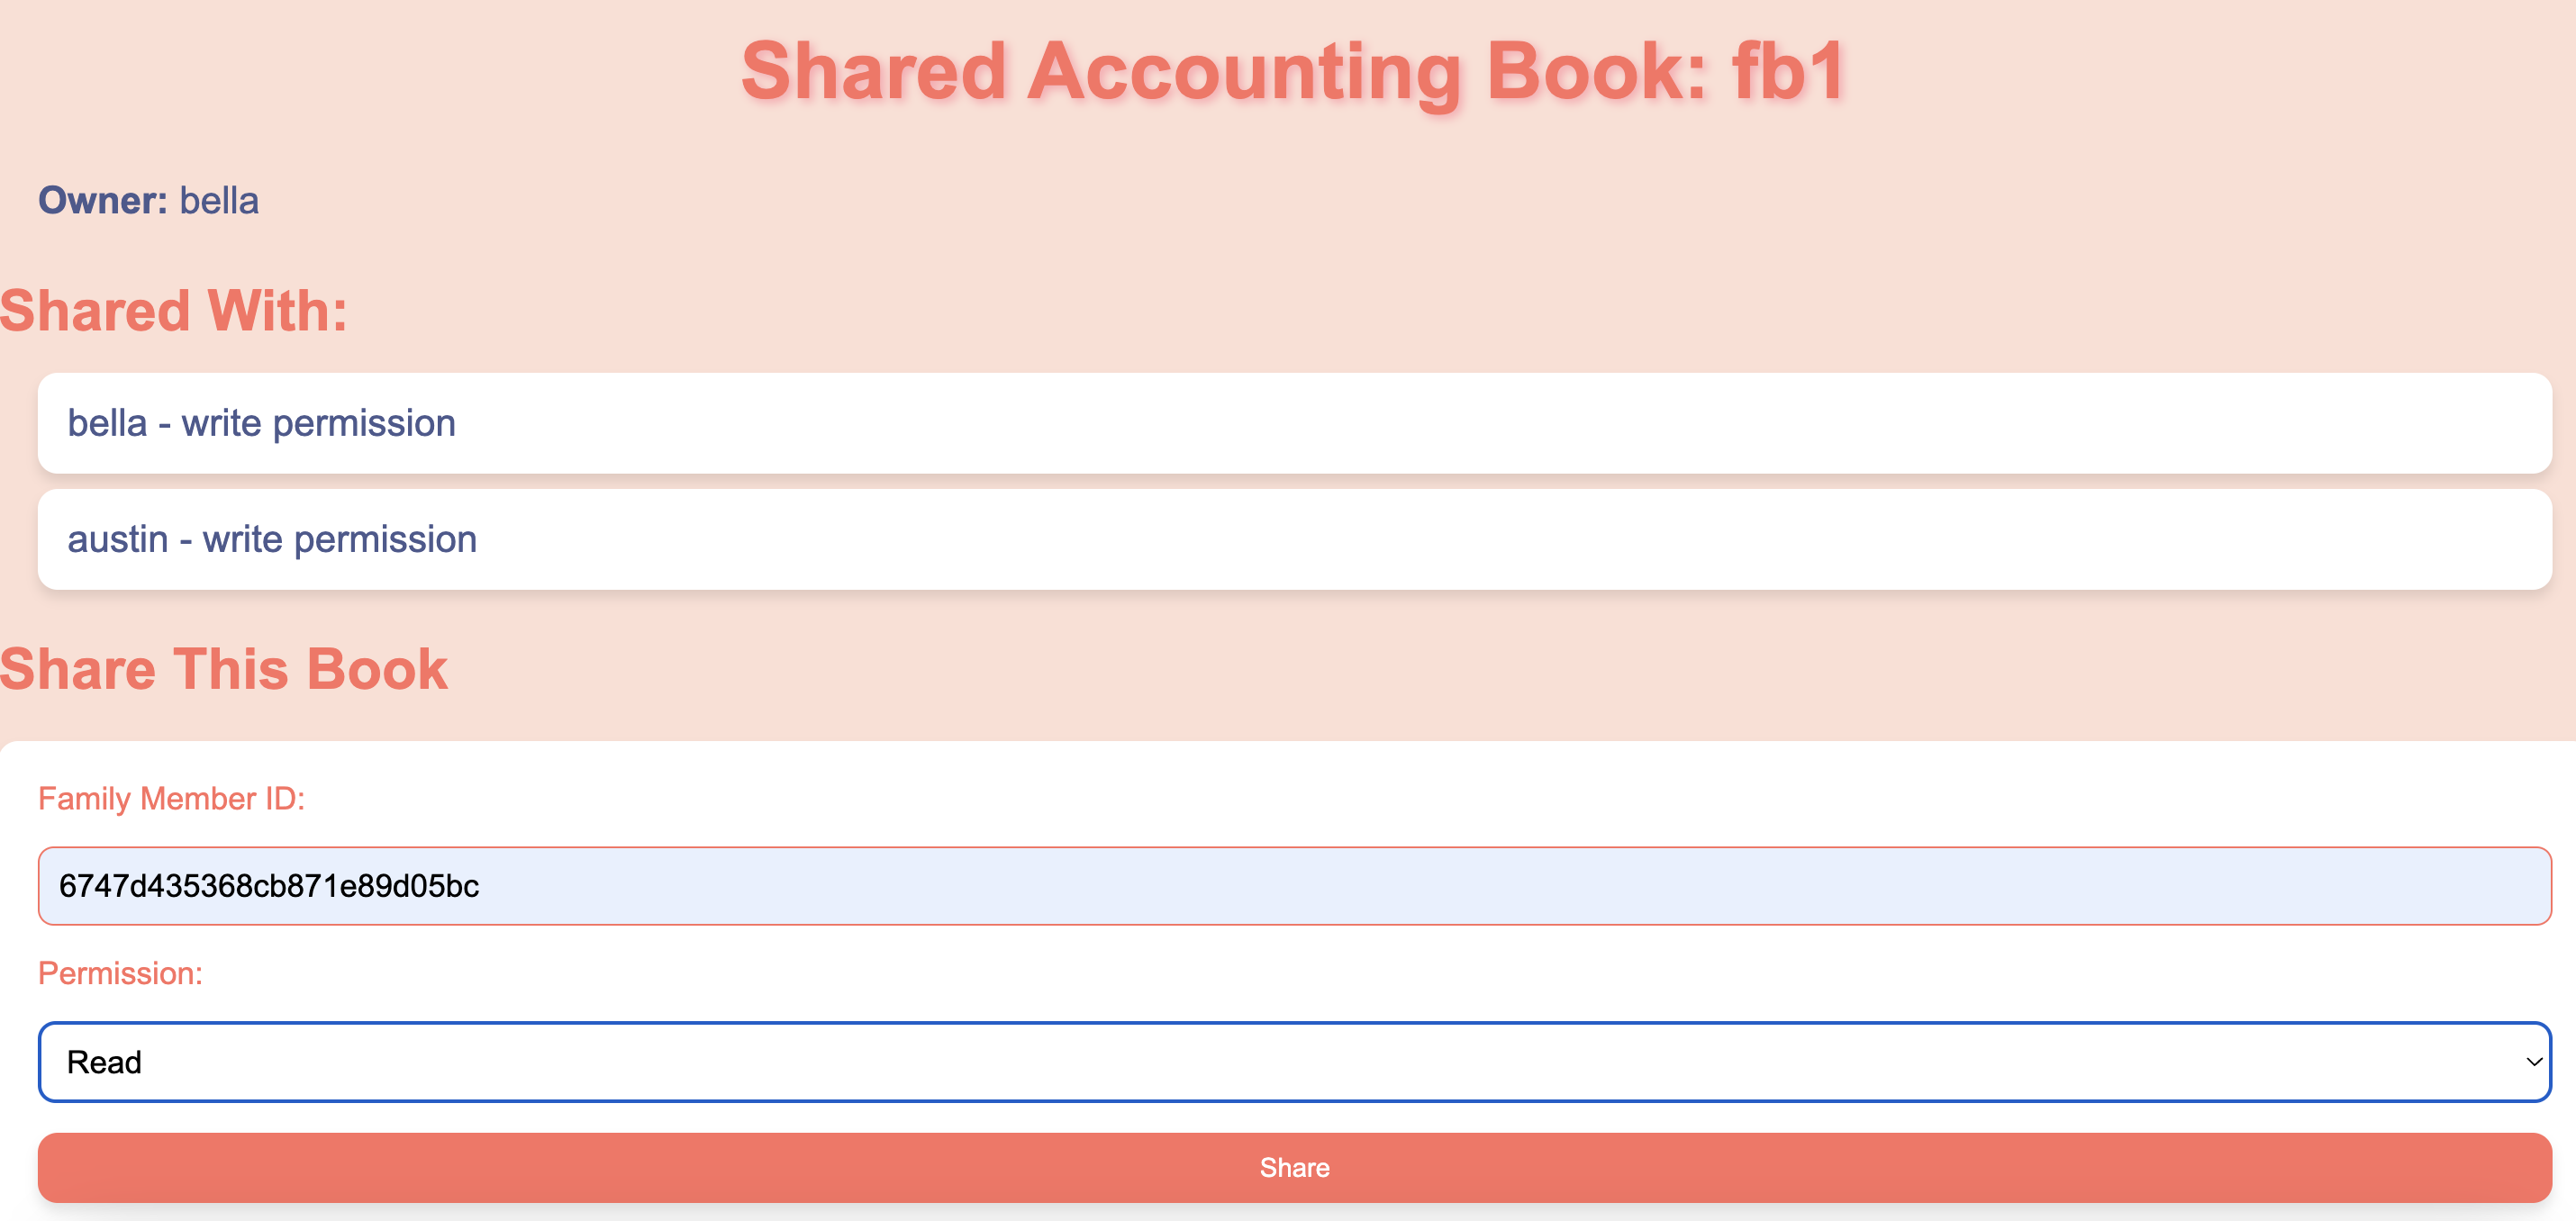 Shared Accounting Book: fb1
Owner: bella
Shared With:
bella - write permission
austin - write permission
Share This Book
Family Member ID:
6747d435368cb871e89d05bc
Permission:
Read
Share